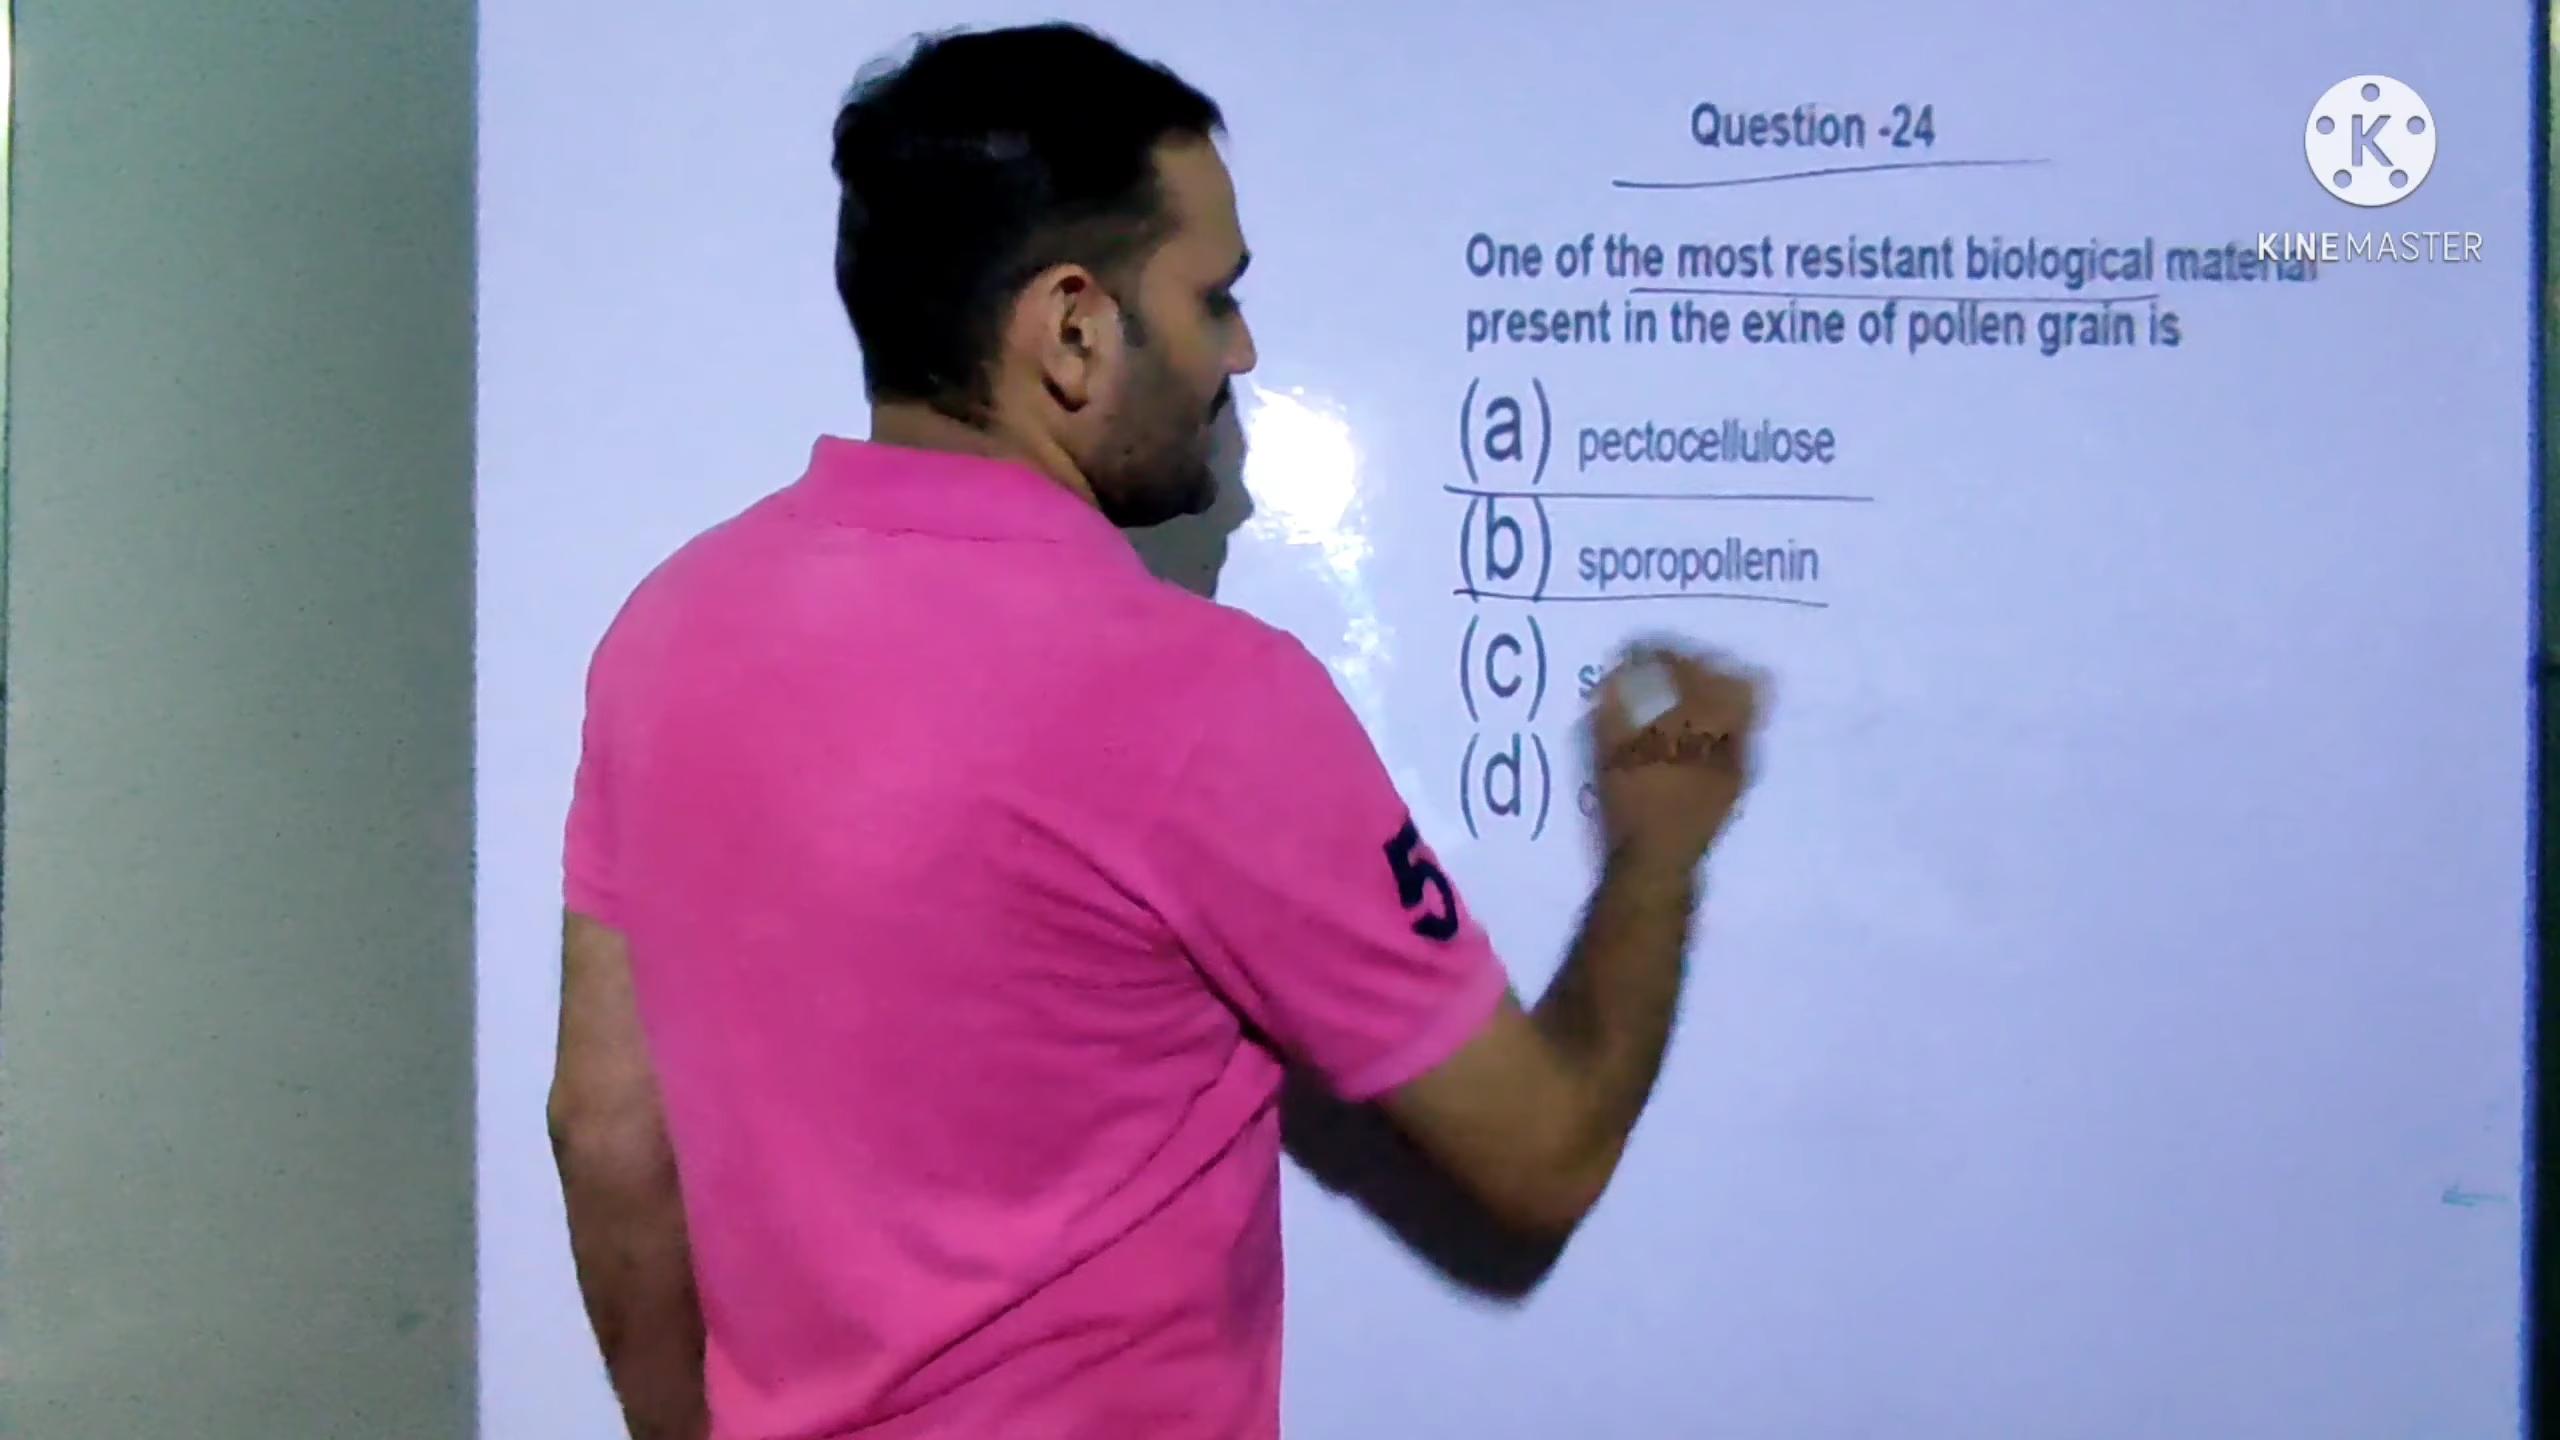 Question -24
One of the most resistant biological material
present in the exine of pollen grain is
(a) pectocellulose
(b) sporopollenin
(c)
(d)
K
KINEMASTER
5